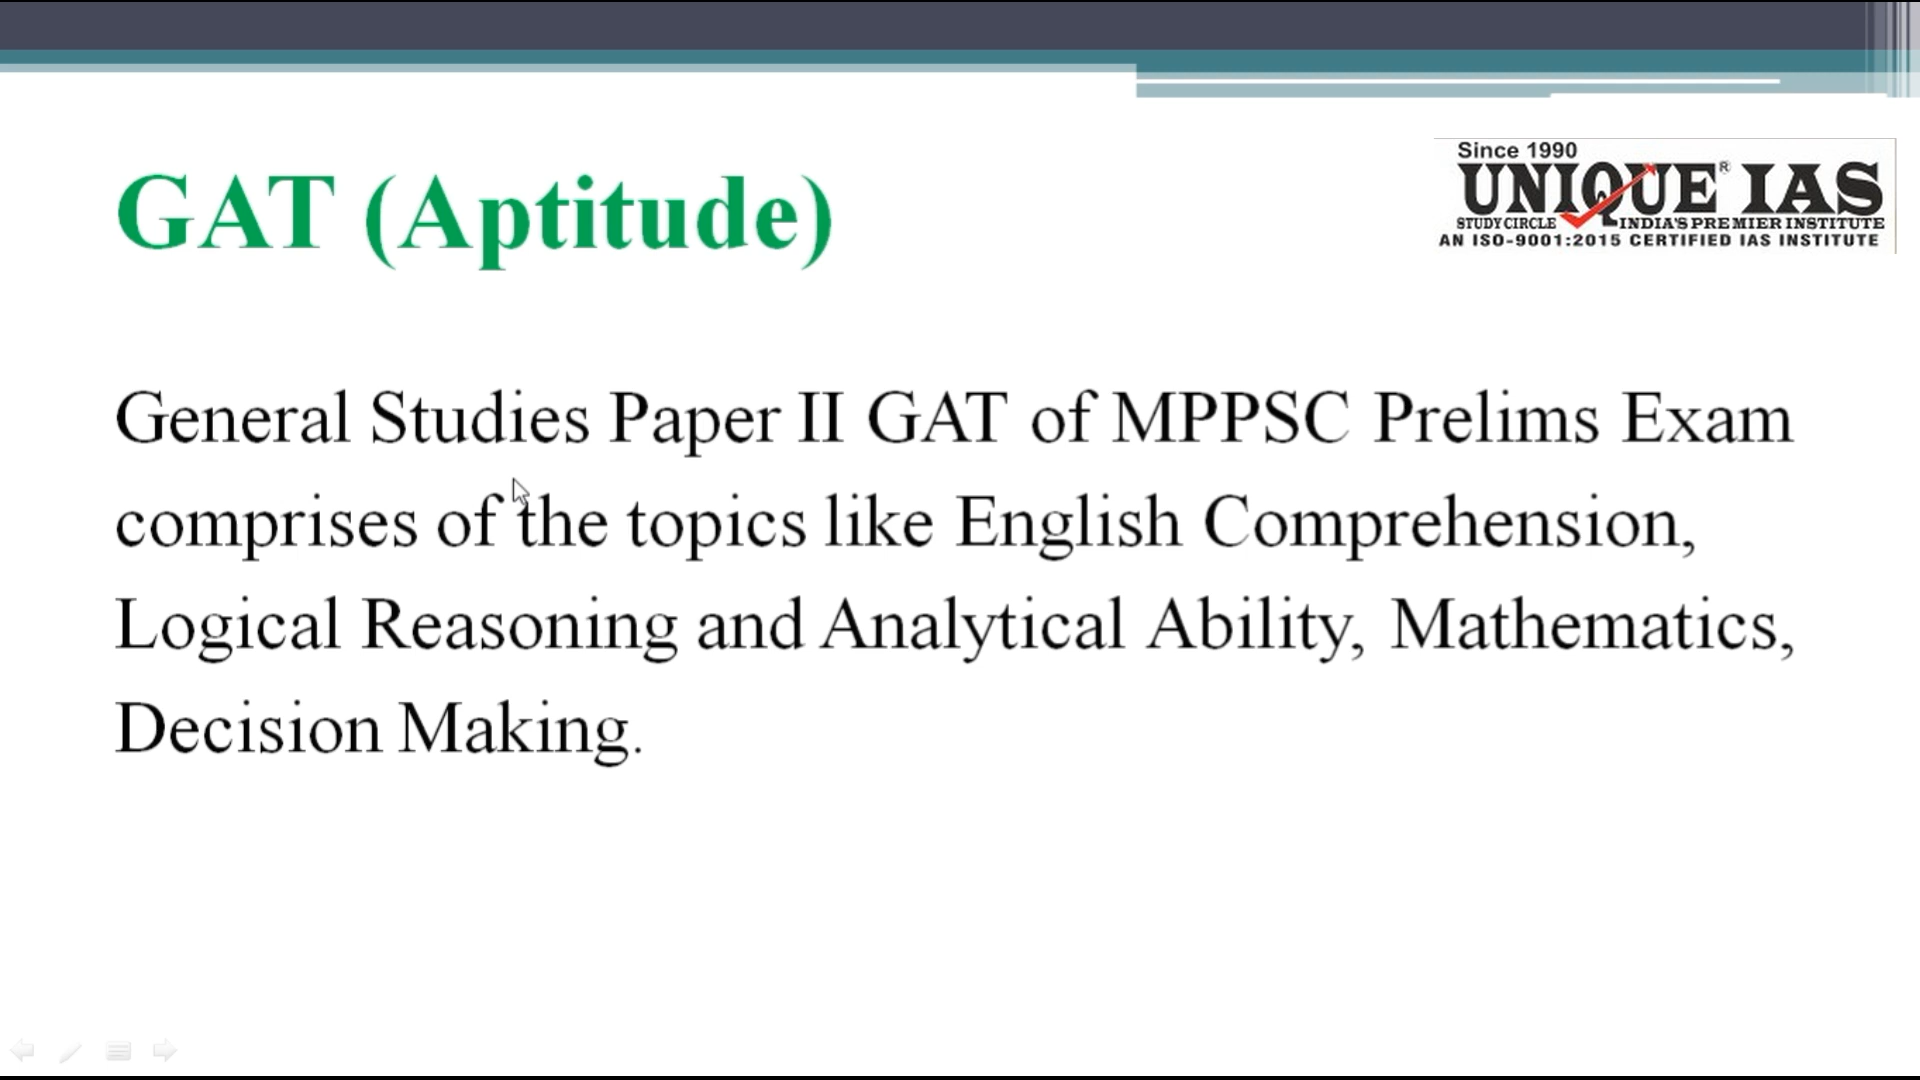 Since 1990
UNIQUE® IAS
STUDY CIRCLE INDIA'S PREMIER INSTITUTE
AN ISO-9001:2015 CERTIFIED IAS INSTITUTE
GAT (Aptitude)
General Studies Paper II GAT of MPPSC Prelims Exam
comprises of the topics like English Comprehension,
Logical Reasoning and Analytical Ability, Mathematics,
Decision Making.